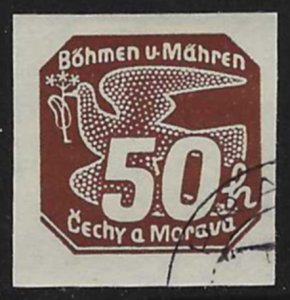 Böhmen u. Mähren
50 h
Čechy a Morava